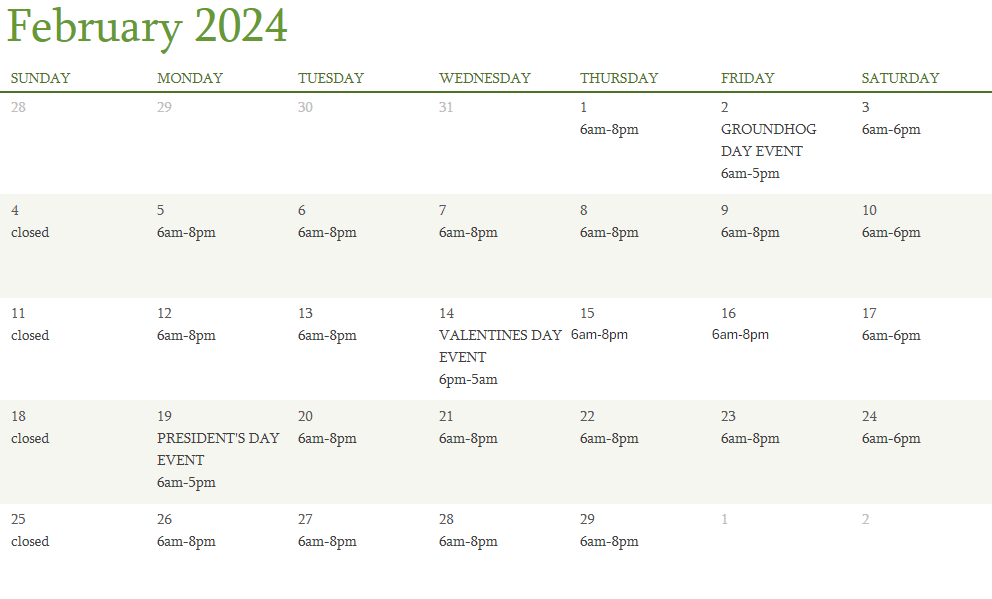 February 2024
SUNDAY MONDAY TUESDAY WEDNESDAY THURSDAY FRIDAY SATURDAY
28 29 30 31 1 2 3
6am-8pm GROUNDHOG 6am-6pm
DAY EVENT
6am-5pm
4 5 6 7 8 9 10
closed 6am-8pm 6am-8pm 6am-8pm 6am-8pm 6am-8pm 6am-6pm
11 12 13 14 15 16 17
closed 6am-8pm 6am-8pm VALENTINES DAY 6am-8pm 6am-8pm 6am-6pm
EVENT
6pm-5am
18 19 20 21 22 23 24
closed PRESIDENT'S DAY 6am-8pm 6am-8pm 6am-8pm 6am-8pm 6am-6pm
EVENT
6am-5pm
25 26 27 28 29 1 2
closed 6am-8pm 6am-8pm 6am-8pm 6am-8pm